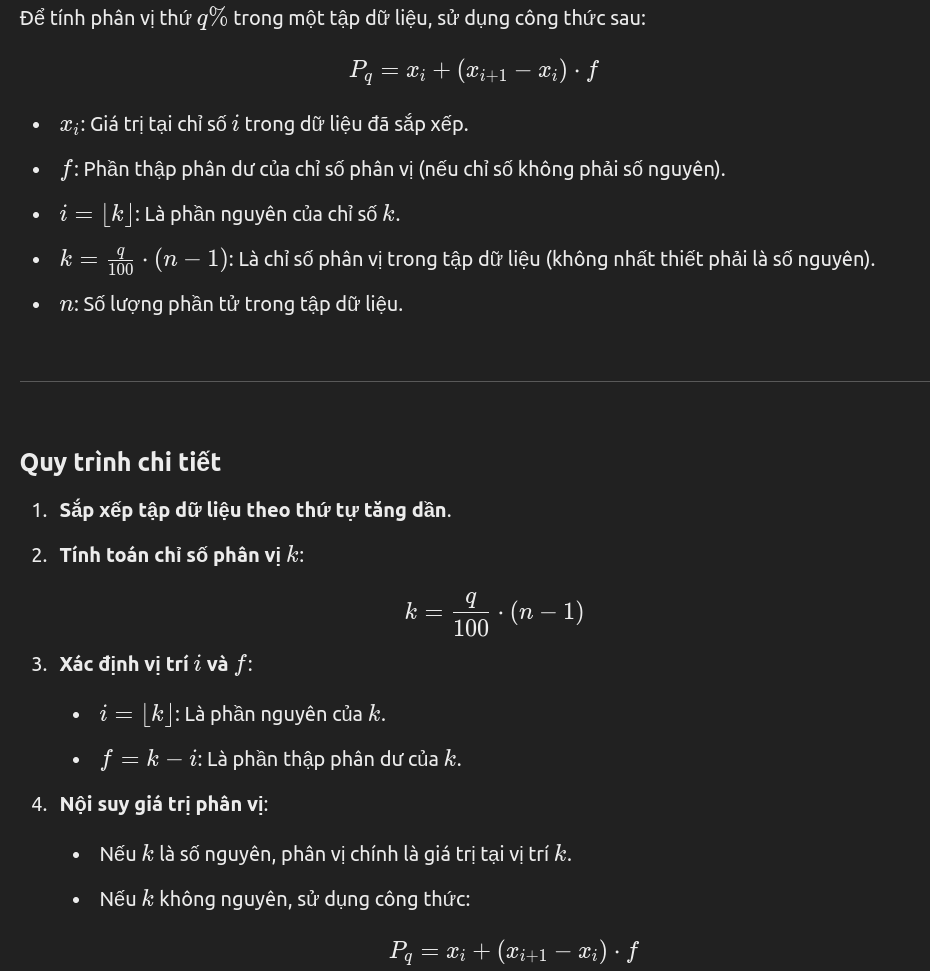 Để tính phân vị thứ q% trong một tập dữ liệu, sử dụng công thức sau:
P_q = x_i + (x_{i+1} − x_i) · f
• x_i: Giá trị tại chỉ số i trong dữ liệu đã sắp xếp.
• f: Phần thập phân dư của chỉ số phân vị (nếu chỉ số không phải số nguyên).
• i = ⌊k⌋: Là phần nguyên của chỉ số k.
• k = \frac{q}{100} · (n − 1): Là chỉ số phân vị trong tập dữ liệu (không nhất thiết phải là số nguyên).
• n: Số lượng phần tử trong tập dữ liệu.
Quy trình chi tiết
1. Sắp xếp tập dữ liệu theo thứ tự tăng dần.
2. Tính toán chỉ số phân vị k:
k = \frac{q}{100} · (n − 1)
3. Xác định vị trí i và f:
• i = ⌊k⌋: Là phần nguyên của k.
• f = k − i: Là phần thập phân dư của k.
4. Nội suy giá trị phân vị:
• Nếu k là số nguyên, phân vị chính là giá trị tại vị trí k.
• Nếu k không nguyên, sử dụng công thức:
P_q = x_i + (x_{i+1} − x_i) · f